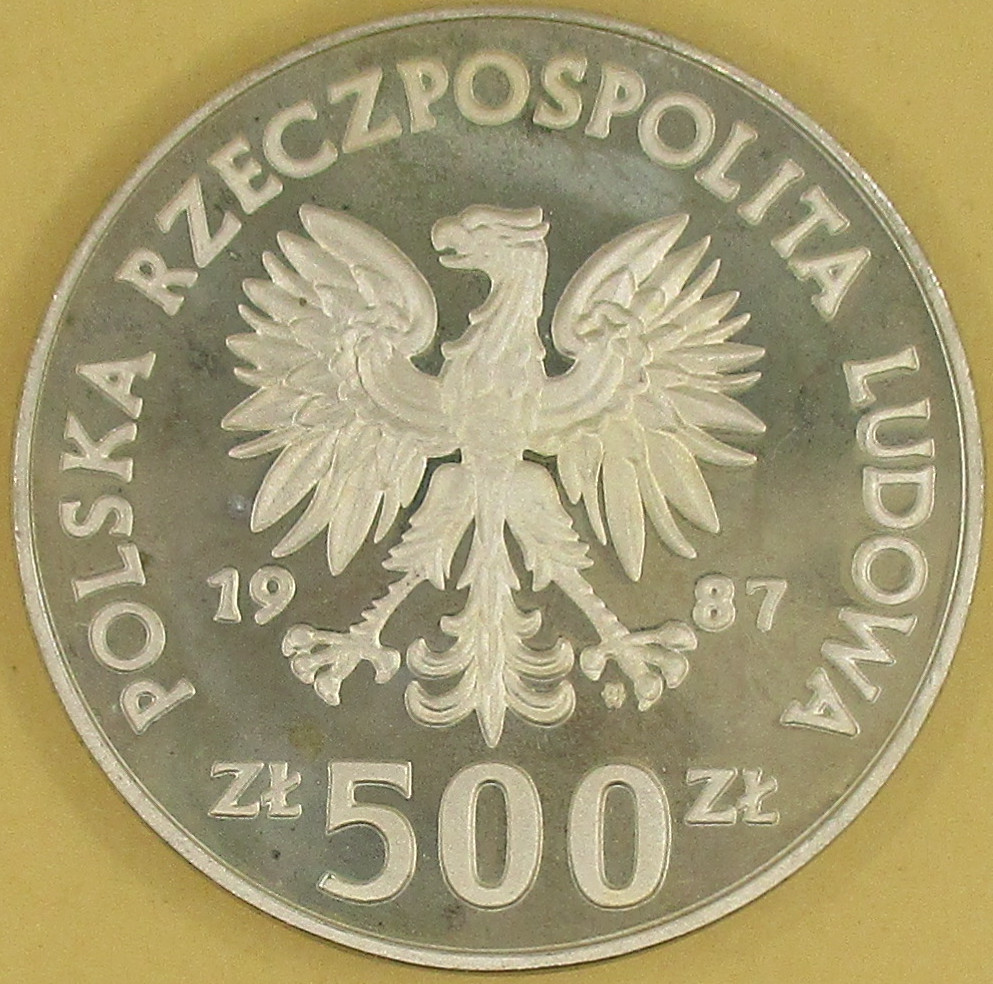 POLSKA RZECZPOSPOLITA LUDOWA
19 87
ZŁ 500 ZŁ